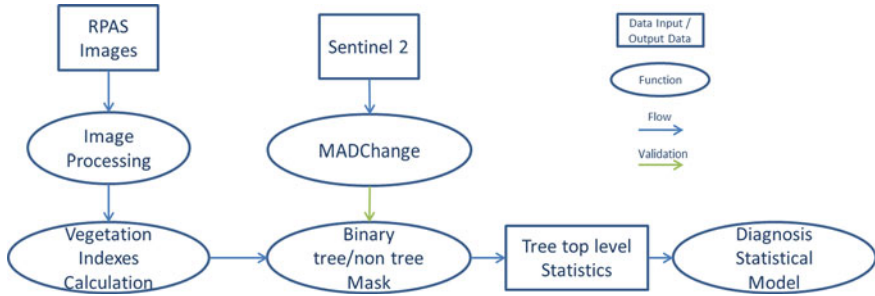 RPAS
Images
Sentinel 2
Data Input /
Output Data
Function
Image
Processing
MADChange
Flow
Validation
Vegetation
Indexes
Calculation
Binary
tree/non tree
Mask
Tree top level
Statistics
Diagnosis
Statistical
Model